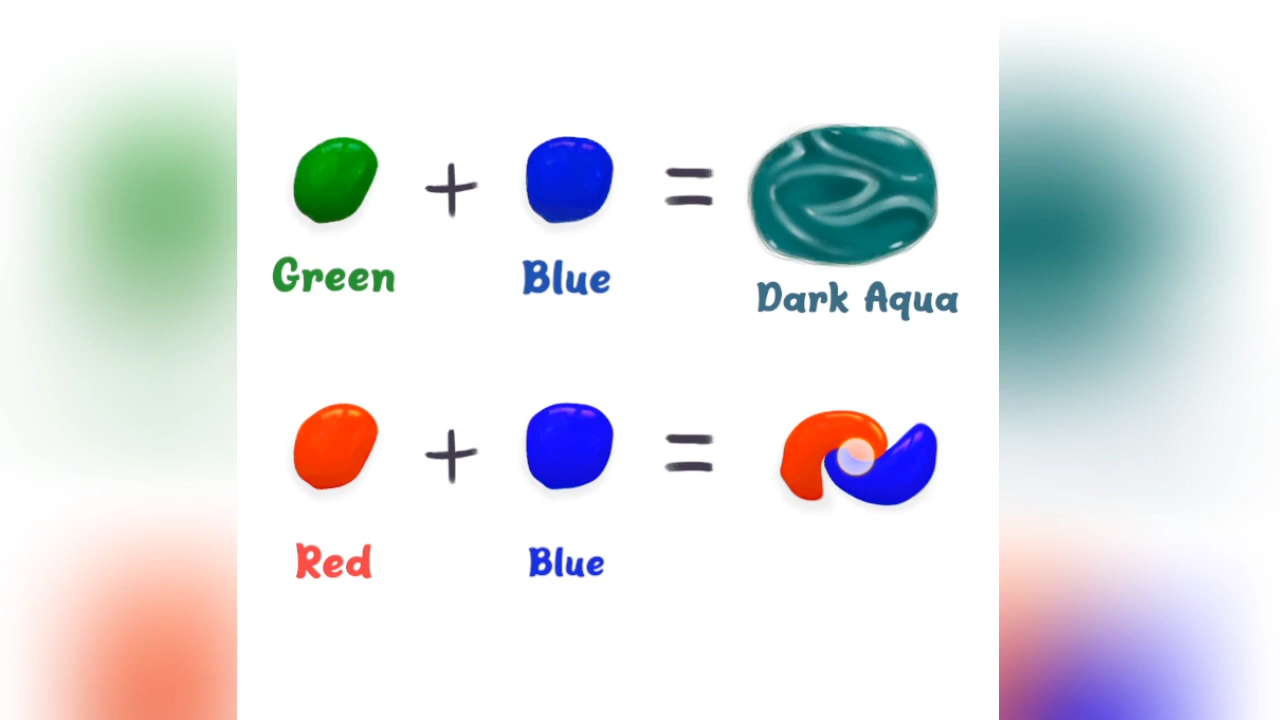 Green + Blue = Dark Aqua
Red + Blue =